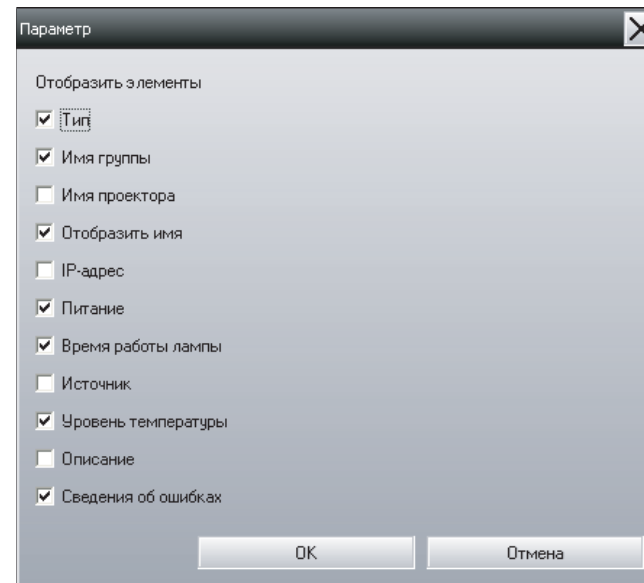 Параметр
Отобразить элементы
Тип
Имя группы
Имя проектора
Отобразить имя
IP-адрес
Питание
Время работы лампы
Источник
Уровень температуры
Описание
Сведения об ошибках
OK Отмена